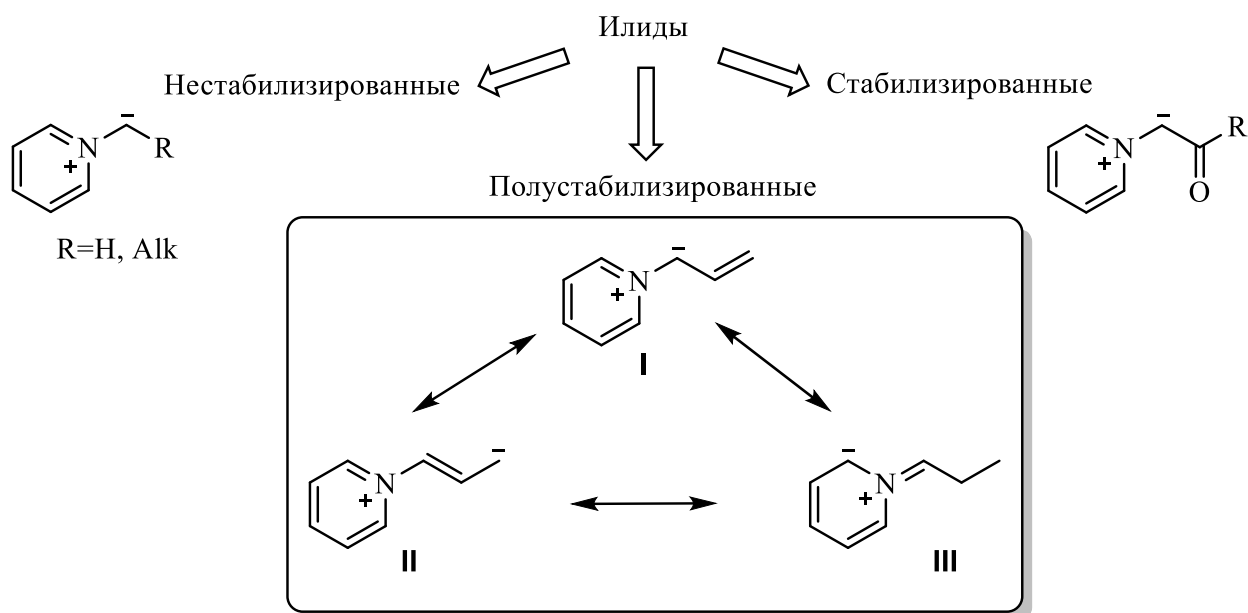 Илиды
Нестабилизированные
Стабилизированные
N
+
−
R
R=H, Alk
N
+
−
R
O
Полустабилизированные
N
+
−
I
N
+
−
II
−
N
+
III